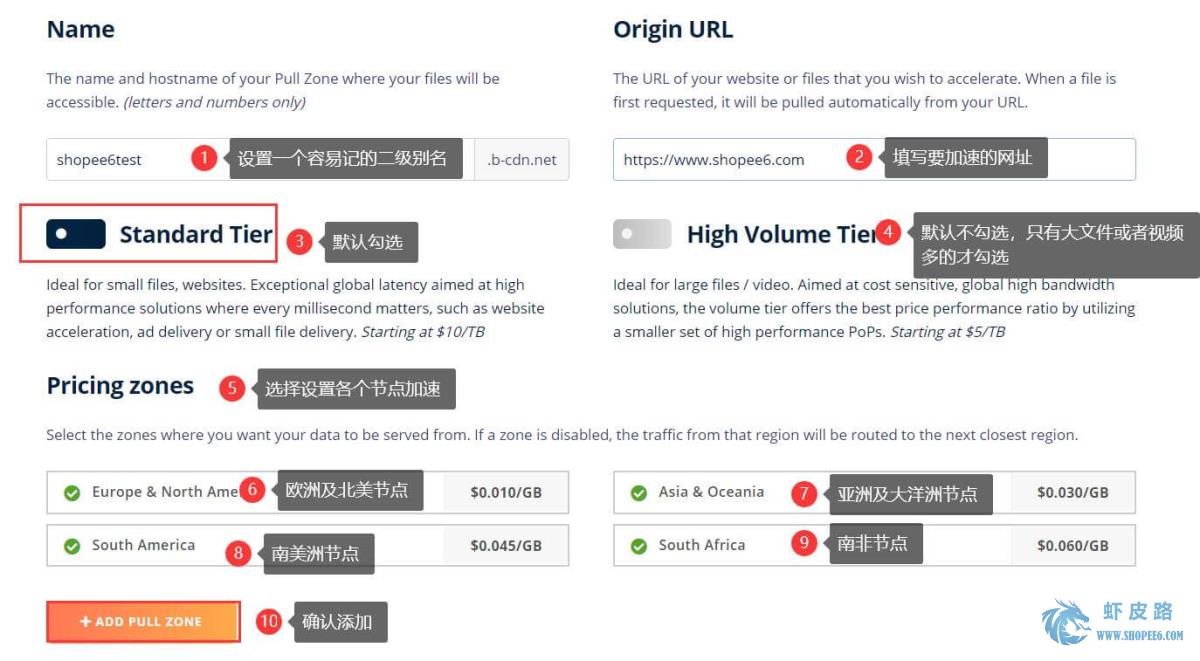 Name
The name and hostname of your Pull Zone where your files will be
accessible. (letters and numbers only)
shopee6test
1
设置一个容易记的二级别名
.b-cdn.net
Origin URL
The URL of your website or files that you wish to accelerate. When a file is
first requested, it will be pulled automatically from your URL.
https://www.shopee6.com
2
填写要加速的网址
Standard Tier
3
默认勾选
Ideal for small files, websites. Exceptional global latency aimed at high
performance solutions where every millisecond matters, such as website
acceleration, ad delivery or small file delivery. Starting at $10/TB
High Volume Tier
4
默认不勾选，只有大文件或者视频
多的才勾选
Ideal for large files / video. Aimed at cost sensitive, global high bandwidth
solutions, the volume tier offers the best price performance ratio by utilizing
a smaller set of high performance PoPs. Starting at $5/TB
Pricing zones
5
选择设置各个节点加速
Select the zones where you want your data to be served from. If a zone is disabled, the traffic from that region will be routed to the next closest region.
Europe & North Ame
6
欧洲及北美节点
$0.010/GB
Asia & Oceania
7
亚洲及大洋洲节点
$0.030/GB
South America
8
南美洲节点
$0.045/GB
South Africa
9
南非节点
$0.060/GB
+ ADD PULL ZONE
10
确认添加
虾皮路
WWW.SHOPEE6.COM